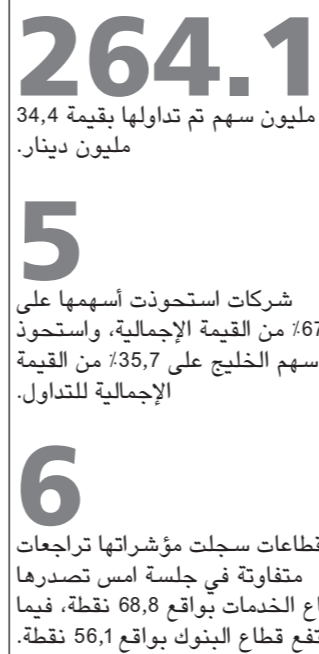 264.1
مليون سهم تم تداولها بقيمة 34,4
مليون دينار.
5
شركات استحوذت أسهمها على
67٪ من القيمة الإجمالية، واستحوذ
سهم الخليج على 35,7٪ من القيمة
الإجمالية للتداول.
6
قطاعات سجلت مؤشراتها تراجعات
متفاوتة في جلسة امس تصدرها
الخدمات بواقع 68,8 نقطة، فيما
قطاع البنوك بواقع 56,1 نقطة.